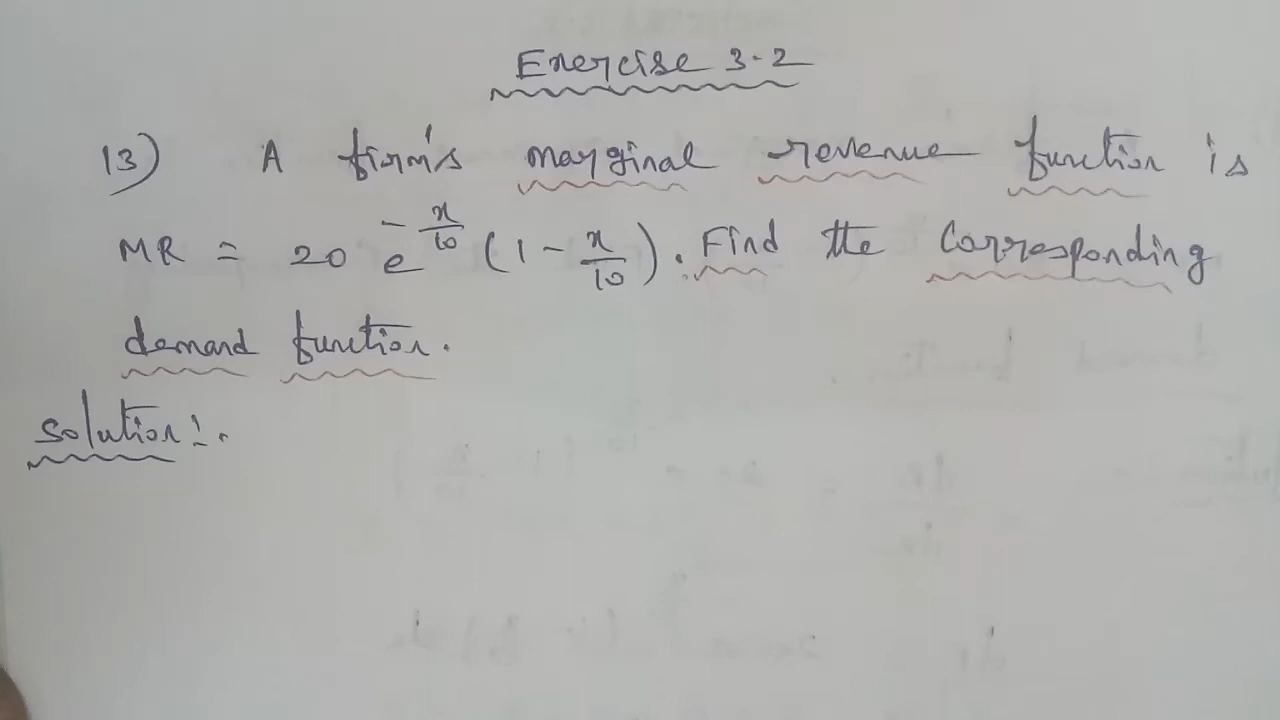 Exercise 3.2
13) A firm's marginal revenue function is
MR = 20 e^{-x/10} (1 - x/10). Find the corresponding
demand function.
Solution:.